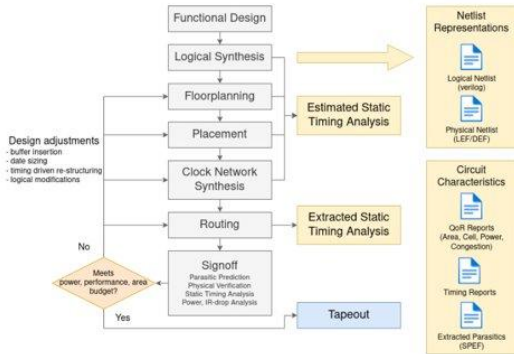 Functional Design
Logical Synthesis
Floorplanning
Placement
Clock Network
Synthesis
Routing
Signoff
Parasitic Prediction
Physical Verification
Static Timing Analysis
Power, IR-drop Analysis
Design adjustments
- buffer insertion
- date sizing
- timing driven re-structuring
- logical modifications
No
Meets
power, performance, area
budget?
Yes
Estimated Static
Timing Analysis
Extracted Static
Timing Analysis
Tapeout
Netlist
Representations
Logical Netlist
(verilog)
Physical Netlist
(LEF/DEF)
Circuit
Characteristics
QoR Reports
(Area, Cell, Power,
Congestion)
Timing Reports
Extracted Parasitics
(SPEF)